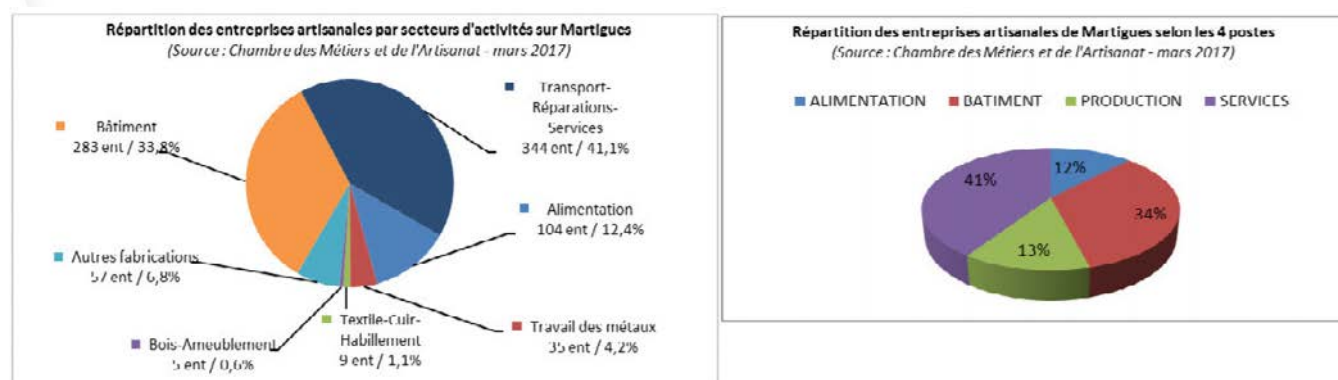 Répartition des entreprises artisanales par secteurs d'activités sur Martigues
(Source : Chambre des Métiers et de l'Artisanat - mars 2017)
Transport-
Réparations-
Services
344 ent / 41,1%
Bâtiment
283 ent / 33,8%
Alimentation
104 ent / 12,4%
Autres fabrications
57 ent / 6,8%
Textile-Cuir-
Habillement
9 ent / 1,1%
Travail des métaux
35 ent / 4,2%
Bois-Ameublement
5 ent / 0,6%
Répartition des entreprises artisanales de Martigues selon les 4 postes
(Source : Chambre des Métiers et de l'Artisanat - mars 2017)
ALIMENTATION BATIMENT PRODUCTION SERVICES
12%
41%
34%
13%